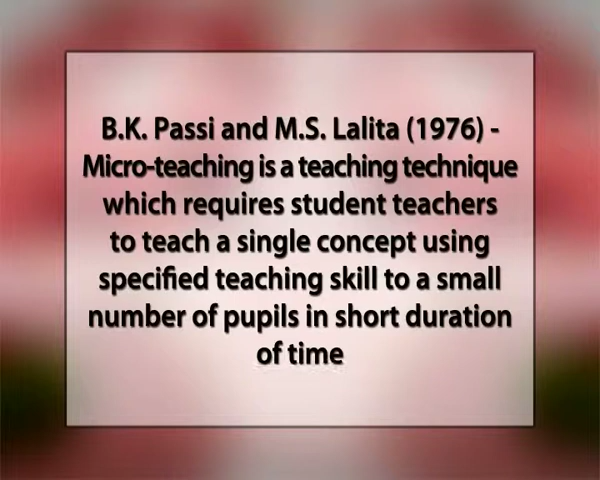 B.K. Passi and M.S. Lalita (1976) -
Micro-teaching is a teaching technique
which requires student teachers
to teach a single concept using
specified teaching skill to a small
number of pupils in short duration
of time